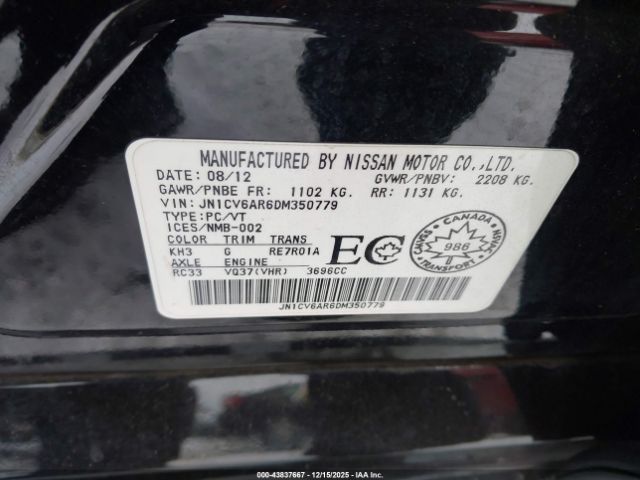 MANUFACTURED BY NISSAN MOTOR CO.,LTD.
DATE: 08/12 GVWR/PNBV: 2208 KG.
GAWR/PNBE FR: 1102 KG. RR: 1131 KG.
VIN: JN1CV6AR6DM350779
TYPE:PC/VT
ICES/NMB-002
COLOR TRIM TRANS
KH3 G RE7R01A
AXLE ENGINE
RC33 VQ37(VHR) 3696CC
EC
CANADA
986
TRANSPORT
JN1CV6AR6DM350779
000-43837667 - 12/15/2025 - IAA Inc.